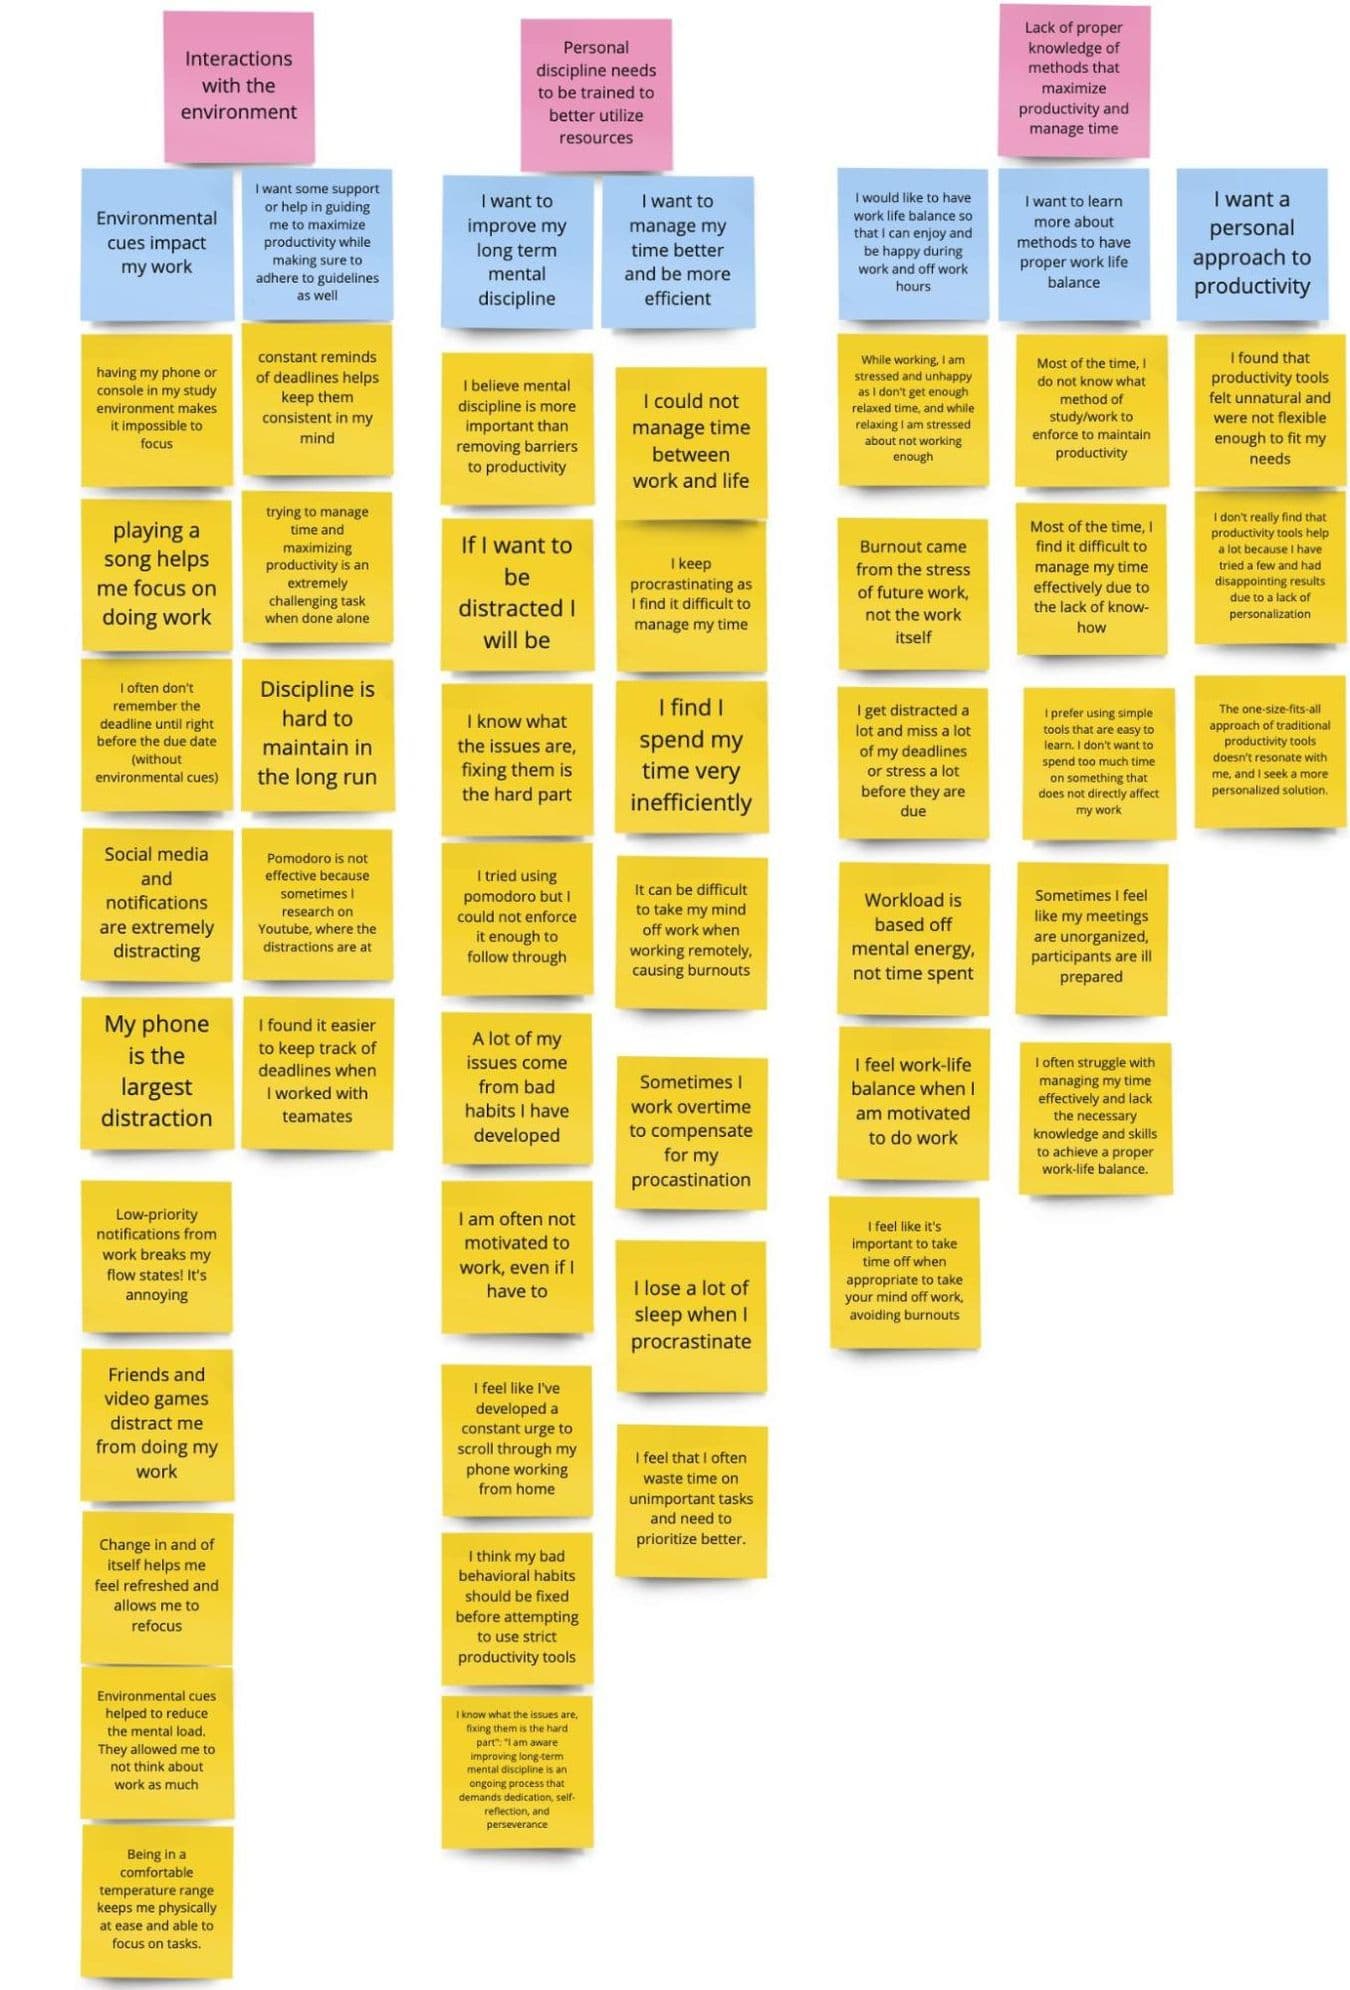 Interactions
with the
environment
Environmental
cues impact
my work
having my phone or
console in my study
environment makes
it impossible to
focus
playing a
song helps
me focus on
doing work
I often don't
remember the
deadline until right
before the due date
(without
environmental cues)
Social media
and
notifications
are extremely
distracting
My phone
is the
largest
distraction
Low-priority
notifications from
work breaks my
flow states! It's
annoying
Friends and
video games
distract me
from doing my
work
Change in and of
itself helps me
feel refreshed and
allows me to
refocus
Environmental cues
helped to reduce
the mental load.
They allowed me to
not think about
work as much
Being in a
comfortable
temperature range
keeps me physically
at ease and able to
focus on tasks.
I want some support
or help in guiding
me to maximize
productivity while
making sure to
adhere to guidelines
as well
constant reminds
of deadlines helps
keep them
consistent in my
mind
trying to manage
time and
maximizing
productivity is an
extremely
challenging task
when done alone
Discipline is
hard to
maintain in
the long run
Pomodoro is not
effective because
sometimes I
research on
Youtube, where the
distractions are at
I found it easier
to keep track of
deadlines when
I worked with
teamates
Personal
discipline needs
to be trained to
better utilize
resources
I want to
improve my
long term
mental
discipline
I believe mental
discipline is more
important than
removing barriers
to productivity
If I want to
be
distracted I
will be
I know what
the issues are,
fixing them is
the hard part
I tried using
pomodoro but I
could not enforce
it enough to
follow through
A lot of my
issues come
from bad
habits I have
developed
I am often not
motivated to
work, even if I
have to
I feel like I've
developed a
constant urge to
scroll through my
phone working
from home
I think my bad
behavioral habits
should be fixed
before attempting
to use strict
productivity tools
I know what the issues are,
fixing them is the hard
part": "I am aware
improving long-term
mental discipline is an
ongoing process that
demands dedication, self-
reflection, and
perseverance
I want to
manage my
time better
and be more
efficient
I could not
manage time
between
work and life
I keep
procrastinating as
I find it difficult to
manage my time
I find I
spend my
time very
inefficiently
It can be difficult
to take my mind
off work when
working remotely,
causing burnouts
Sometimes I
work overtime
to compensate
for my
procastination
I lose a lot of
sleep when I
procrastinate
I feel that I often
waste time on
unimportant tasks
and need to
prioritize better.
Lack of proper
knowledge of
methods that
maximize
productivity and
manage time
I would like to have
work life balance so
that I can enjoy and
be happy during
work and off work
hours
While working, I am
stressed and unhappy
as I don't get enough
relaxed time, and while
relaxing I am stressed
about not working
enough
Burnout came
from the stress
of future work,
not the work
itself
I get distracted a
lot and miss a lot
of my deadlines
or stress a lot
before they are
due
Workload is
based off
mental energy,
not time spent
I feel work-life
balance when I
am motivated
to do work
I feel like it's
important to take
time off when
appropriate to take
your mind off work,
avoiding burnouts
I want to learn
more about
methods to have
proper work life
balance
Most of the time, I
do not know what
method of
study/work to
enforce to maintain
productivity
Most of the time, I
find it difficult to
manage my time
effectively due to
the lack of know-
how
I prefer using simple
tools that are easy to
learn. I don't want to
spend too much time
on something that
does not directly affect
my work
Sometimes I feel
like my meetings
are unorganized,
participants are ill
prepared
I often struggle with
managing my time
effectively and lack
the necessary
knowledge and skills
to achieve a proper
work-life balance.
I want a
personal
approach to
productivity
I found that
productivity tools
felt unnatural and
were not flexible
enough to fit my
needs
I don't really find that
productivity tools help
a lot because I have
tried a few and had
disappointing results
due to a lack of
personalization
The one-size-fits-all
approach of traditional
productivity tools
doesn't resonate with
me, and I seek a more
personalized solution.